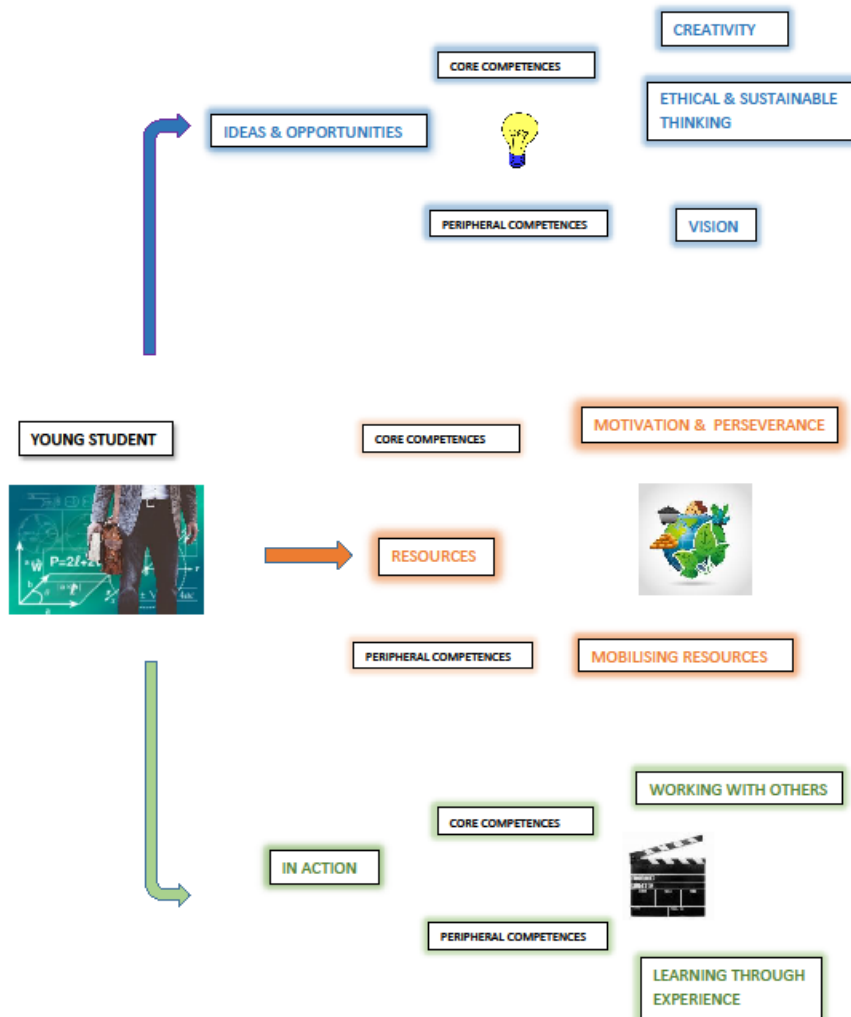 CREATIVITY
CORE COMPETENCES
ETHICAL & SUSTAINABLE
THINKING
IDEAS & OPPORTUNITIES
PERIPHERAL COMPETENCES
VISION
YOUNG STUDENT
CORE COMPETENCES
MOTIVATION & PERSEVERANCE
P=2ℓ+2
RESOURCES
PERIPHERAL COMPETENCES
MOBILISING RESOURCES
WORKING WITH OTHERS
CORE COMPETENCES
IN ACTION
PERIPHERAL COMPETENCES
LEARNING THROUGH
EXPERIENCE